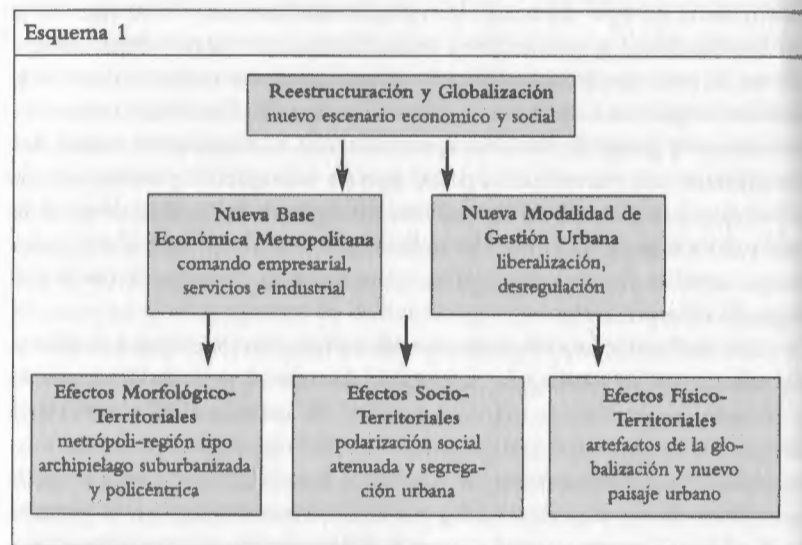 Esquema 1
Reestructuración y Globalización
nuevo escenario economico y social
Nueva Base
Económica Metropolitana
comando empresarial,
servicios e industrial
Nueva Modalidad de
Gestión Urbana
liberalización,
desregulación
Efectos Morfológico-
Territoriales
metrópoli-región tipo
archipielago suburbanizada
y policéntrica
Efectos Socio-
Territoriales
polarización social
atenuada y segrega-
ción urbana
Efectos Físico-
Territoriales
artefactos de la glo-
balización y nuevo
paisaje urbano